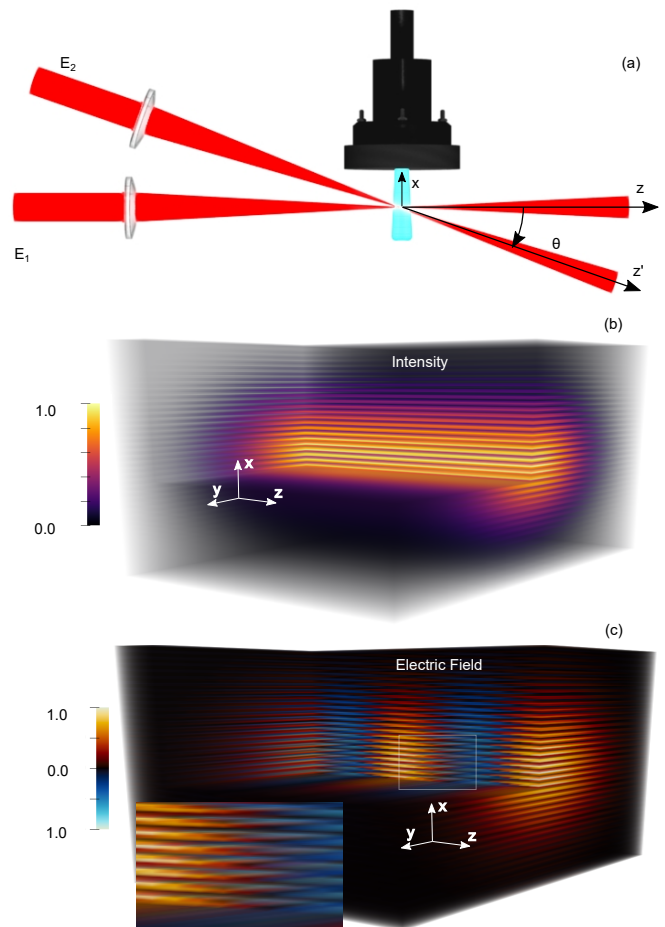 (a)
E2
x
z
θ
E1
z'
(b)
Intensity
1.0
x
y
z
0.0
(c)
Electric Field
1.0
0.0
x
y
z
1.0